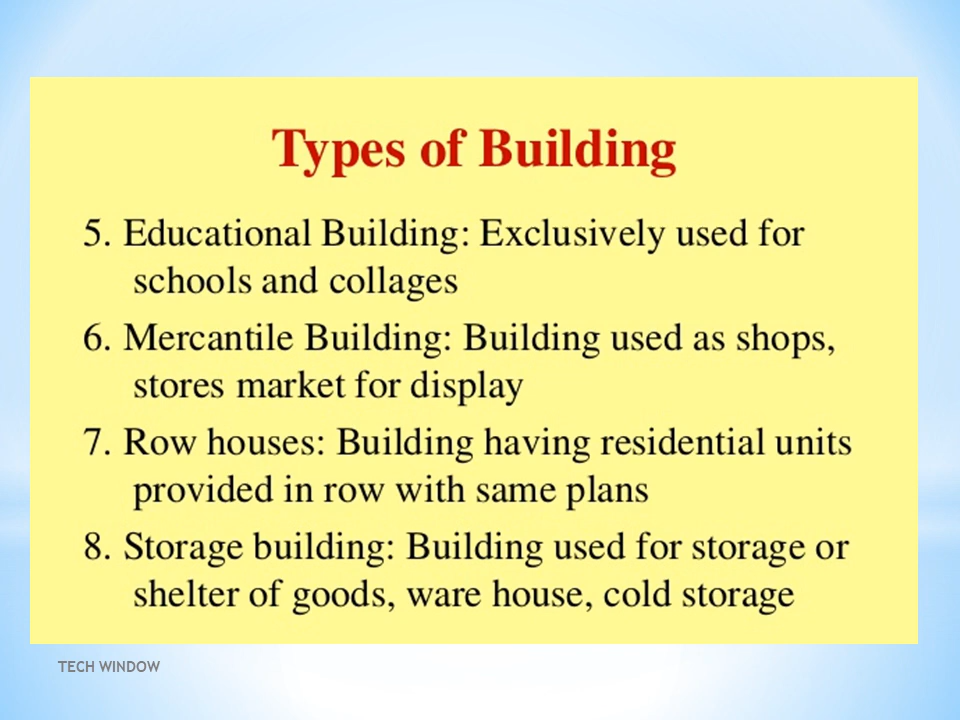 Types of Building
5. Educational Building: Exclusively used for
schools and collages
6. Mercantile Building: Building used as shops,
stores market for display
7. Row houses: Building having residential units
provided in row with same plans
8. Storage building: Building used for storage or
shelter of goods, ware house, cold storage
TECH WINDOW